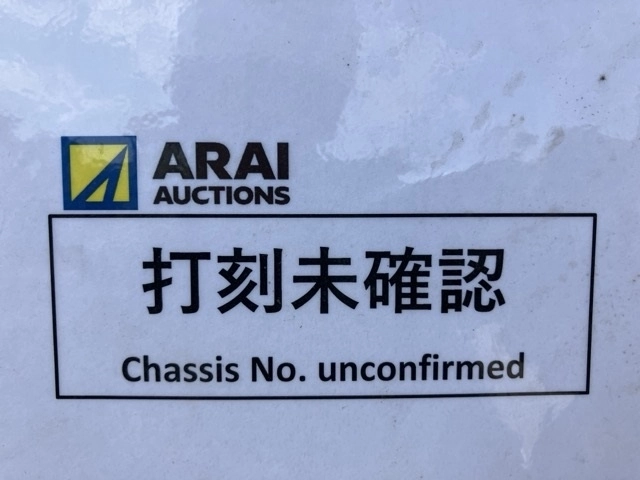 ARAI
AUCTIONS
打刻未確認
Chassis No. unconfirmed